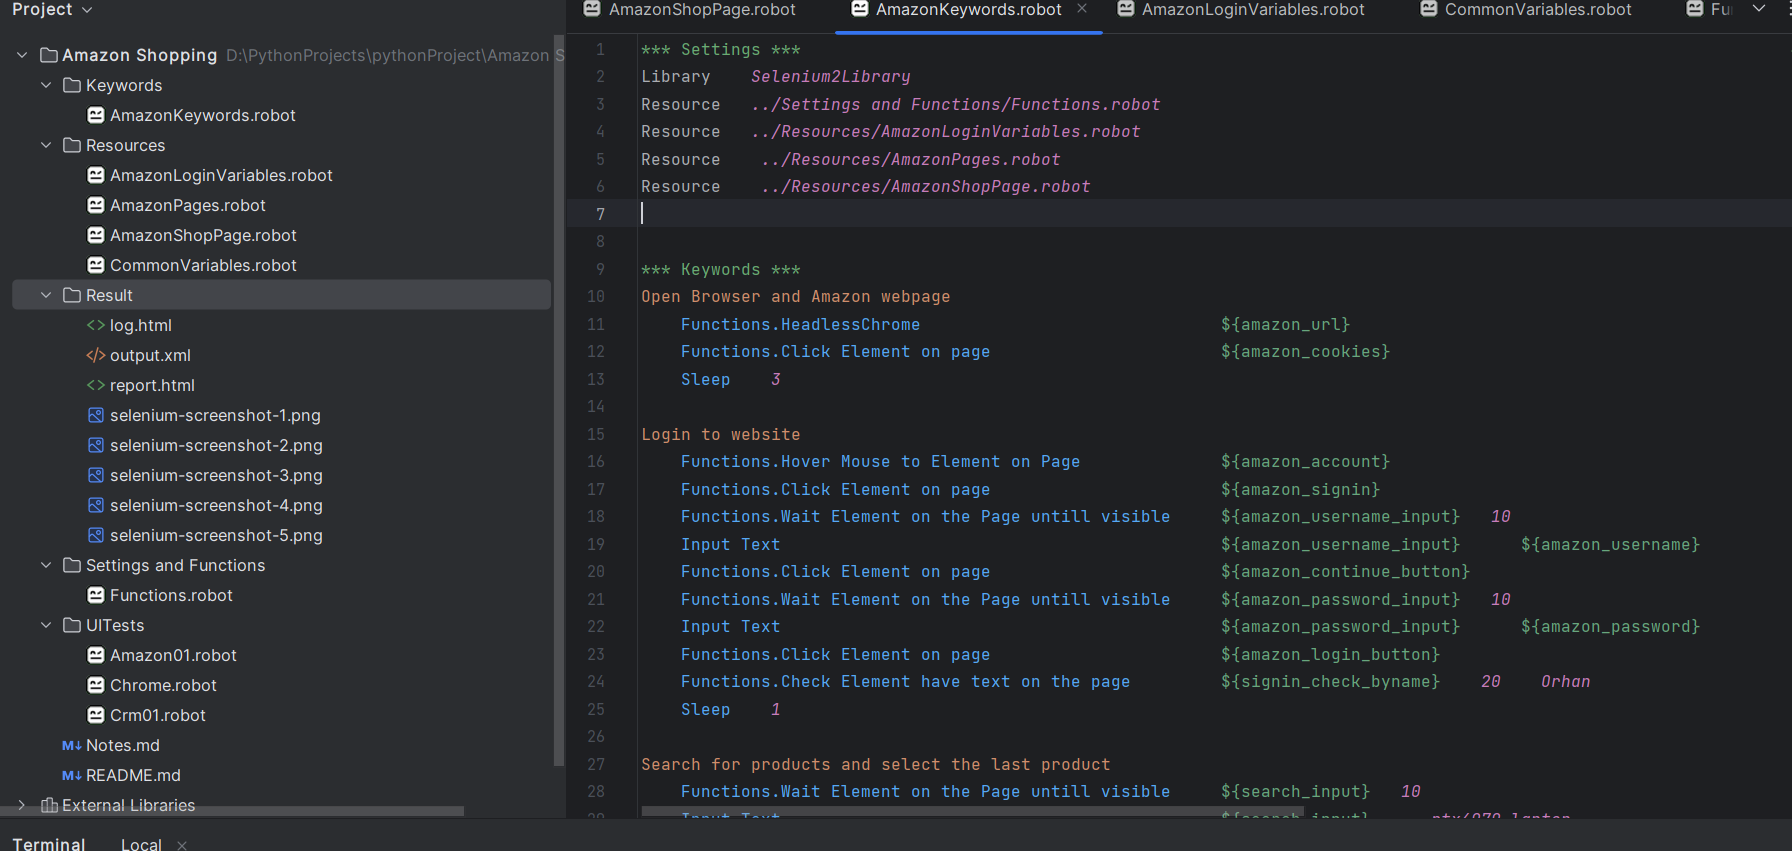 Project
Amazon Shopping D:\PythonProjects\pythonProject\Amazon S
Keywords
AmazonKeywords.robot
Resources
AmazonLoginVariables.robot
AmazonPages.robot
AmazonShopPage.robot
CommonVariables.robot
Result
log.html
output.xml
report.html
selenium-screenshot-1.png
selenium-screenshot-2.png
selenium-screenshot-3.png
selenium-screenshot-4.png
selenium-screenshot-5.png
Settings and Functions
Functions.robot
UITests
Amazon01.robot
Chrome.robot
Crm01.robot
M↓ Notes.md
M↓ README.md
External Libraries
AmazonShopPage.robot AmazonKeywords.robot AmazonLoginVariables.robot CommonVariables.robot Fu
1 *** Settings ***
2 Library Selenium2Library
3 Resource ../Settings and Functions/Functions.robot
4 Resource ../Resources/AmazonLoginVariables.robot
5 Resource ../Resources/AmazonPages.robot
6 Resource ../Resources/AmazonShopPage.robot
7
8
9 *** Keywords ***
10 Open Browser and Amazon webpage
11 Functions.HeadlessChrome ${amazon_url}
12 Functions.Click Element on page ${amazon_cookies}
13 Sleep 3
14
15 Login to website
16 Functions.Hover Mouse to Element on Page ${amazon_account}
17 Functions.Click Element on page ${amazon_signin}
18 Functions.Wait Element on the Page untill visible ${amazon_username_input} 10
19 Input Text ${amazon_username_input} ${amazon_username}
20 Functions.Click Element on page ${amazon_continue_button}
21 Functions.Wait Element on the Page untill visible ${amazon_password_input} 10
22 Input Text ${amazon_password_input} ${amazon_password}
23 Functions.Click Element on page ${amazon_login_button}
24 Functions.Check Element have text on the page ${signin_check_byname} 20 Orhan
25 Sleep 1
26
27 Search for products and select the last product
28 Functions.Wait Element on the Page untill visible ${search_input} 10
29 Input Text ${search_input} laptop
Terminal Local